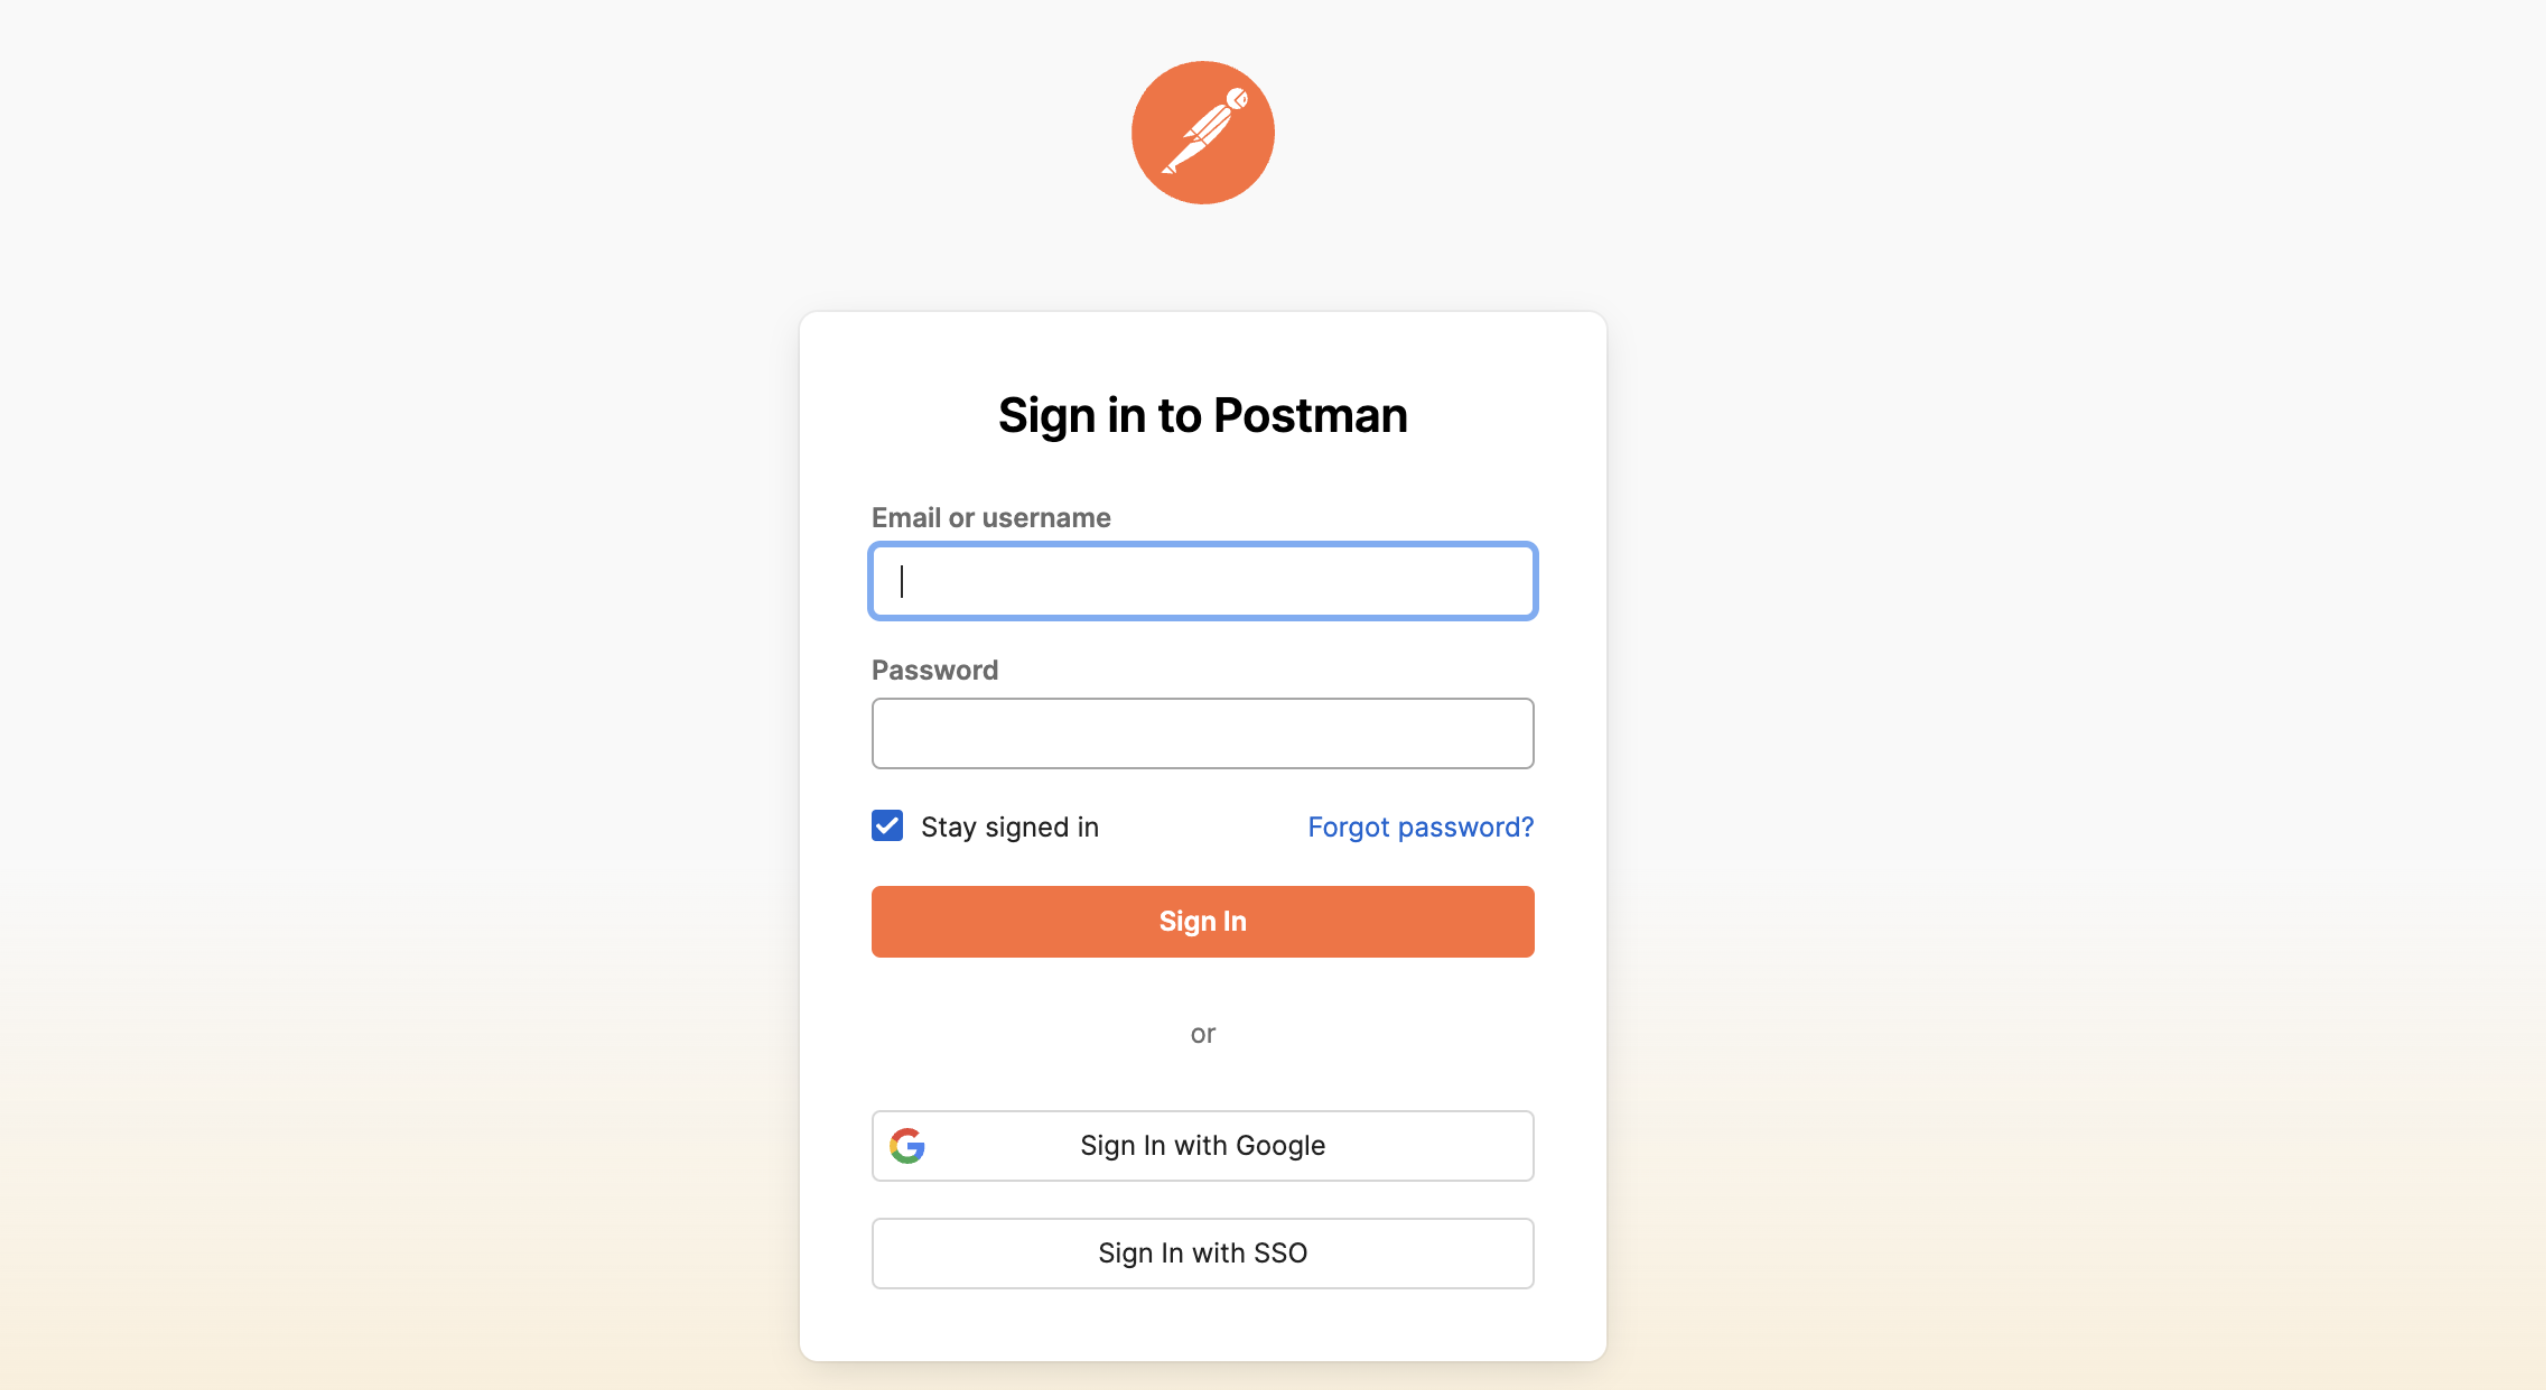 Sign in to Postman
Email or username
Password
Stay signed in
Forgot password?
Sign In
or
Sign In with Google
Sign In with SSO